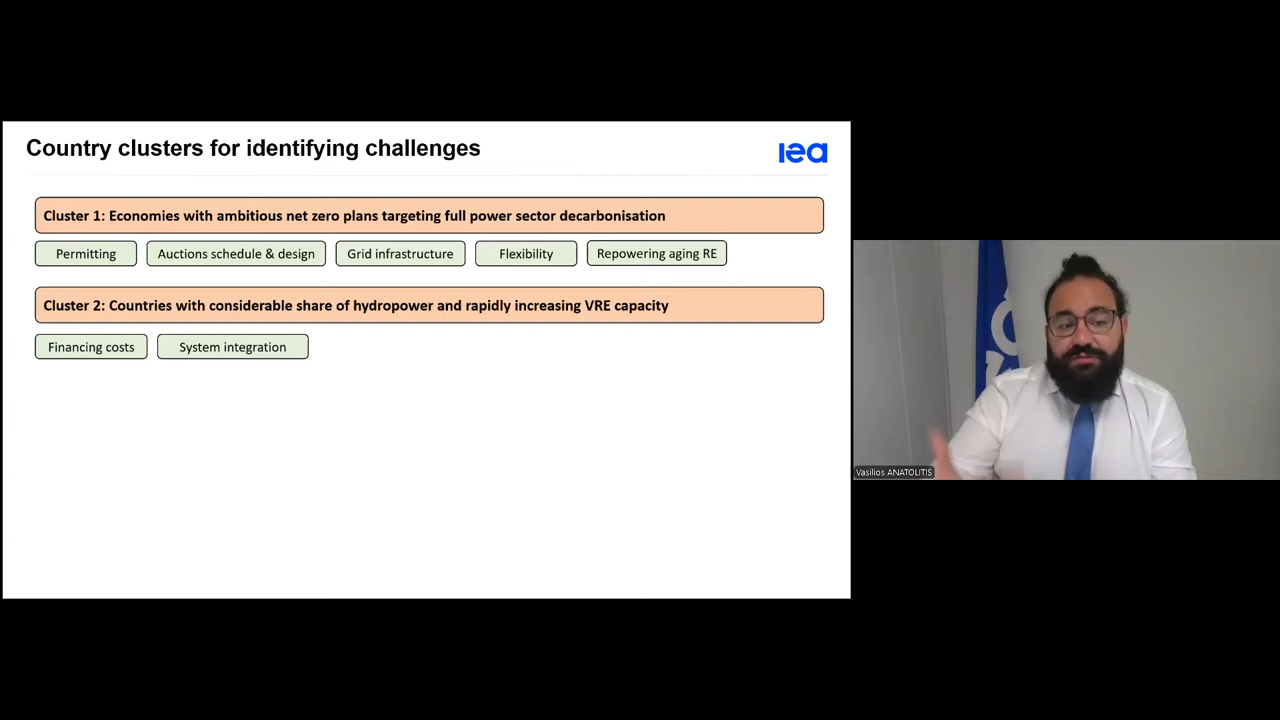 Country clusters for identifying challenges
iea
Cluster 1: Economies with ambitious net zero plans targeting full power sector decarbonisation
Permitting
Auctions schedule & design
Grid infrastructure
Flexibility
Repowering aging RE
Cluster 2: Countries with considerable share of hydropower and rapidly increasing VRE capacity
Financing costs
System integration
Vasilios ANATOLITIS